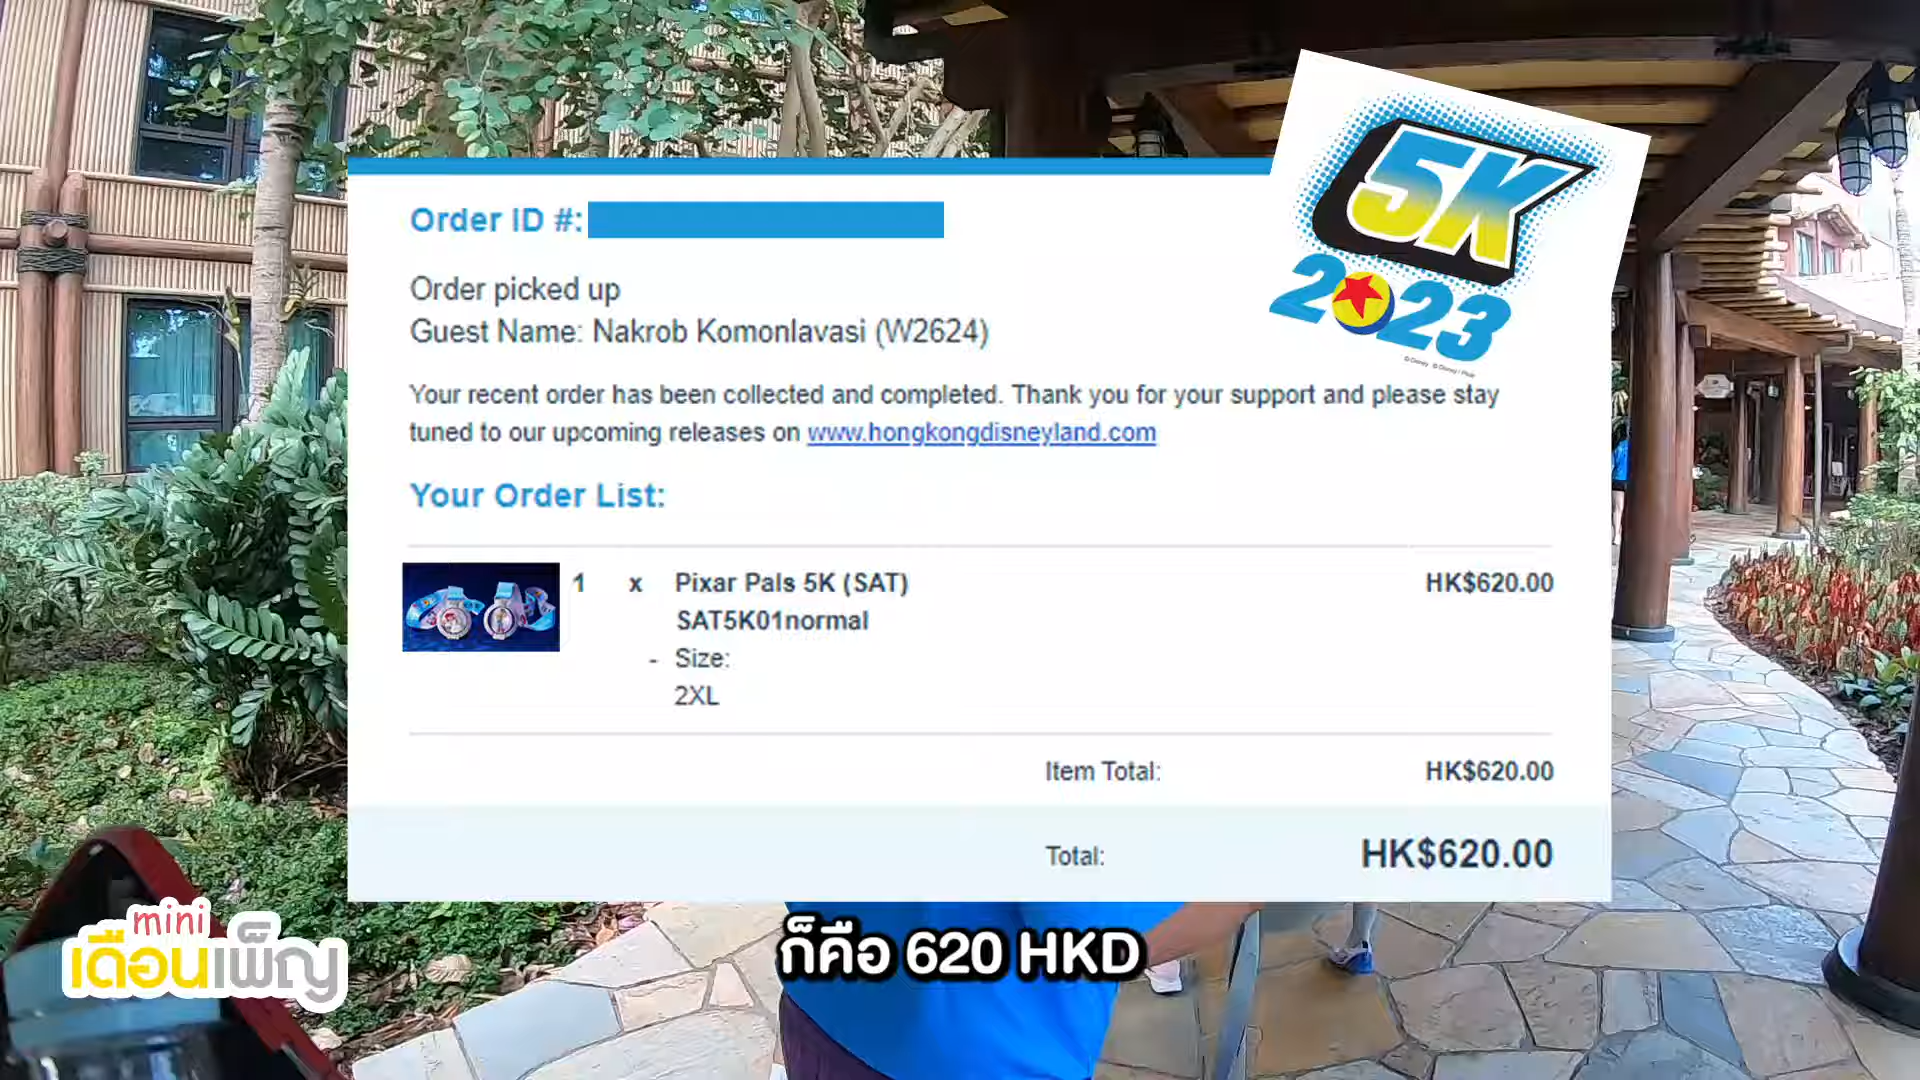 5K
2023
Order ID #:
Order picked up
Guest Name: Nakrob Komonlavasi (W2624)
Your recent order has been collected and completed. Thank you for your support and please stay
tuned to our upcoming releases on www.hongkongdisneyland.com
Your Order List:
1 x Pixar Pals 5K (SAT) HK$620.00
SAT5K01normal
- Size:
2XL
Item Total: HK$620.00
Total: HK$620.00
mini
เดือนเพ็ญ
ก็คือ 620 HKD